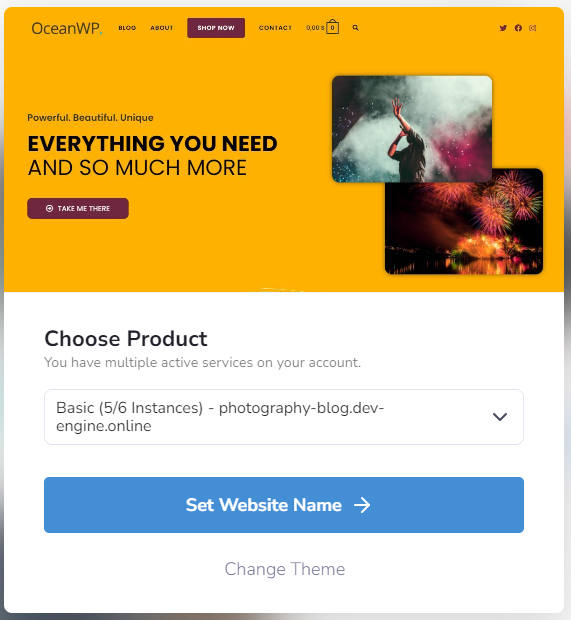 OceanWP.
BLOG ABOUT SHOP NOW CONTACT 0,00 $ 0
Powerful. Beautiful. Unique
EVERYTHING YOU NEED
AND SO MUCH MORE
TAKE ME THERE
Choose Product
You have multiple active services on your account.
Basic (5/6 Instances) - photography-blog.dev-
engine.online
Set Website Name
Change Theme